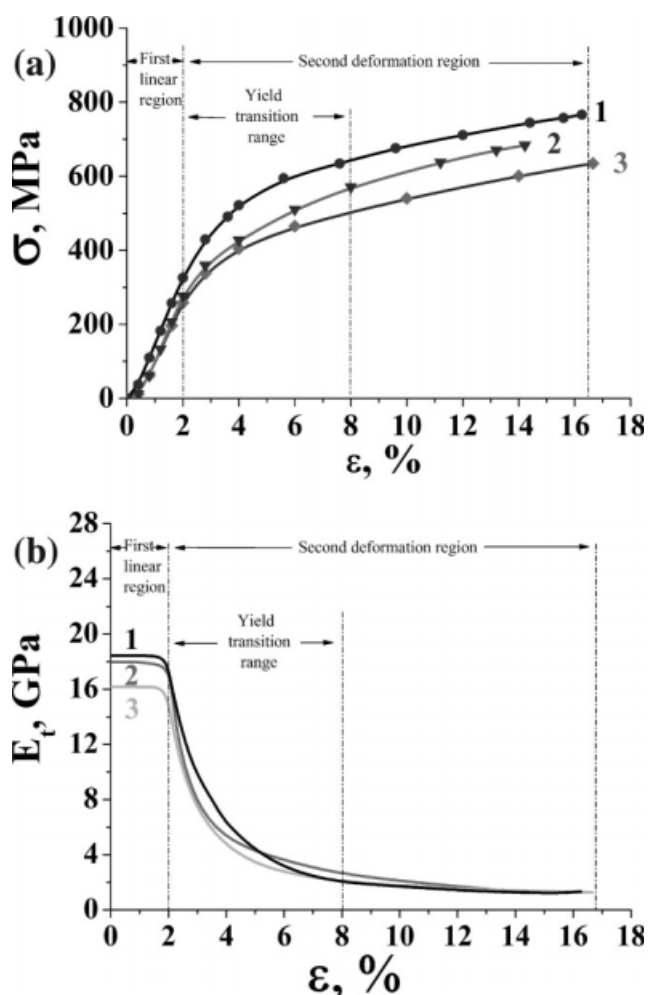 (a)
First
linear
region
Second deformation region
Yield
transition
range
1000
800
600
400
200
0
σ, MPa
1
2
3
0 2 4 6 8 10 12 14 16 18
ε, %
(b)
First
linear
region
Second deformation region
Yield
transition
range
28
24
20
16
12
8
4
2
0
E_t, GPa
1
2
3
0 2 4 6 8 10 12 14 16 18
ε, %